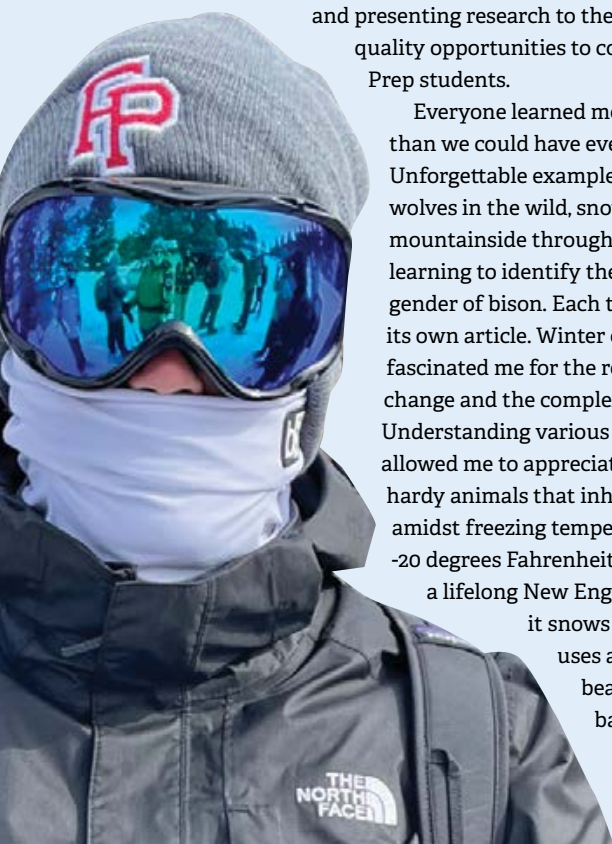 and presenting research to the
quality opportunities to co
Prep students.
Everyone learned mo
than we could have eve
Unforgettable example
wolves in the wild, sno
mountainside through
learning to identify the
gender of bison. Each t
its own article. Winter
fascinated me for the re
change and the comple
Understanding various
allowed me to appreciat
hardy animals that inh
amidst freezing tempe
-20 degrees Fahrenheit
a lifelong New Eng
it snows
uses a
bea
ba
FP
THE
NORTH
FACE